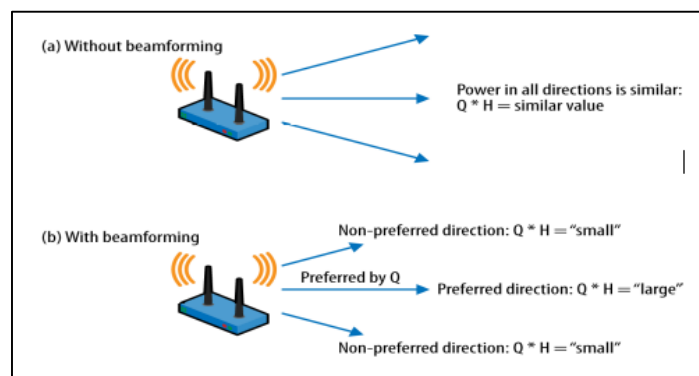 (a) Without beamforming
Power in all directions is similar:
Q * H = similar value
Non-preferred direction: Q * H = “small”
(b) With beamforming
Preferred by Q
Preferred direction: Q * H = “large”
Non-preferred direction: Q * H = “small”